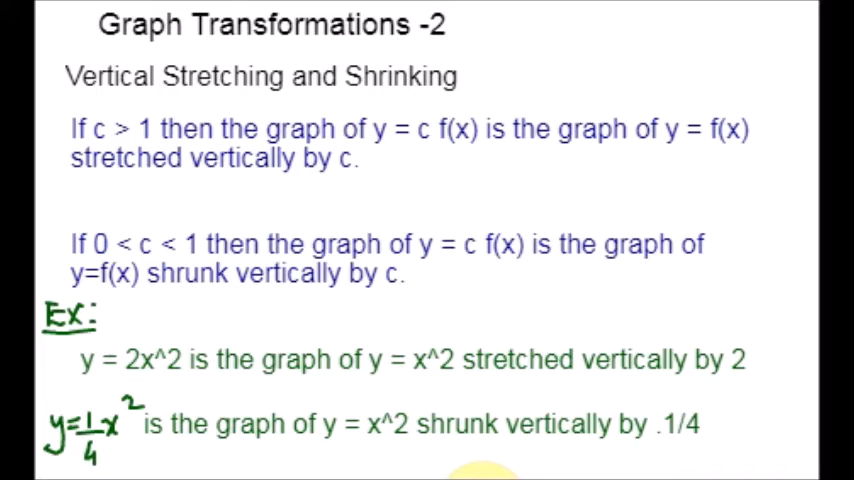 Graph Transformations -2
Vertical Stretching and Shrinking
If c > 1 then the graph of y = c f(x) is the graph of y = f(x)
stretched vertically by c.
If 0 < c < 1 then the graph of y = c f(x) is the graph of
y=f(x) shrunk vertically by c.
EX:
y = 2x^2 is the graph of y = x^2 stretched vertically by 2
y=1/4 x² is the graph of y = x^2 shrunk vertically by .1/4